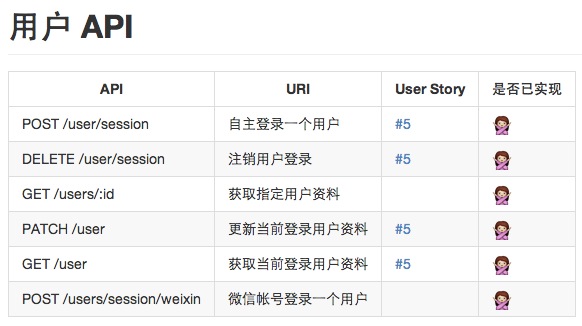 用户 API
API URI User Story 是否已实现
POST /user/session 自主登录一个用户 #5
DELETE /user/session 注销用户登录 #5
GET /users/:id 获取指定用户资料
PATCH /user 更新当前登录用户资料 #5
GET /user 获取当前登录用户资料 #5
POST /users/session/weixin 微信帐号登录一个用户